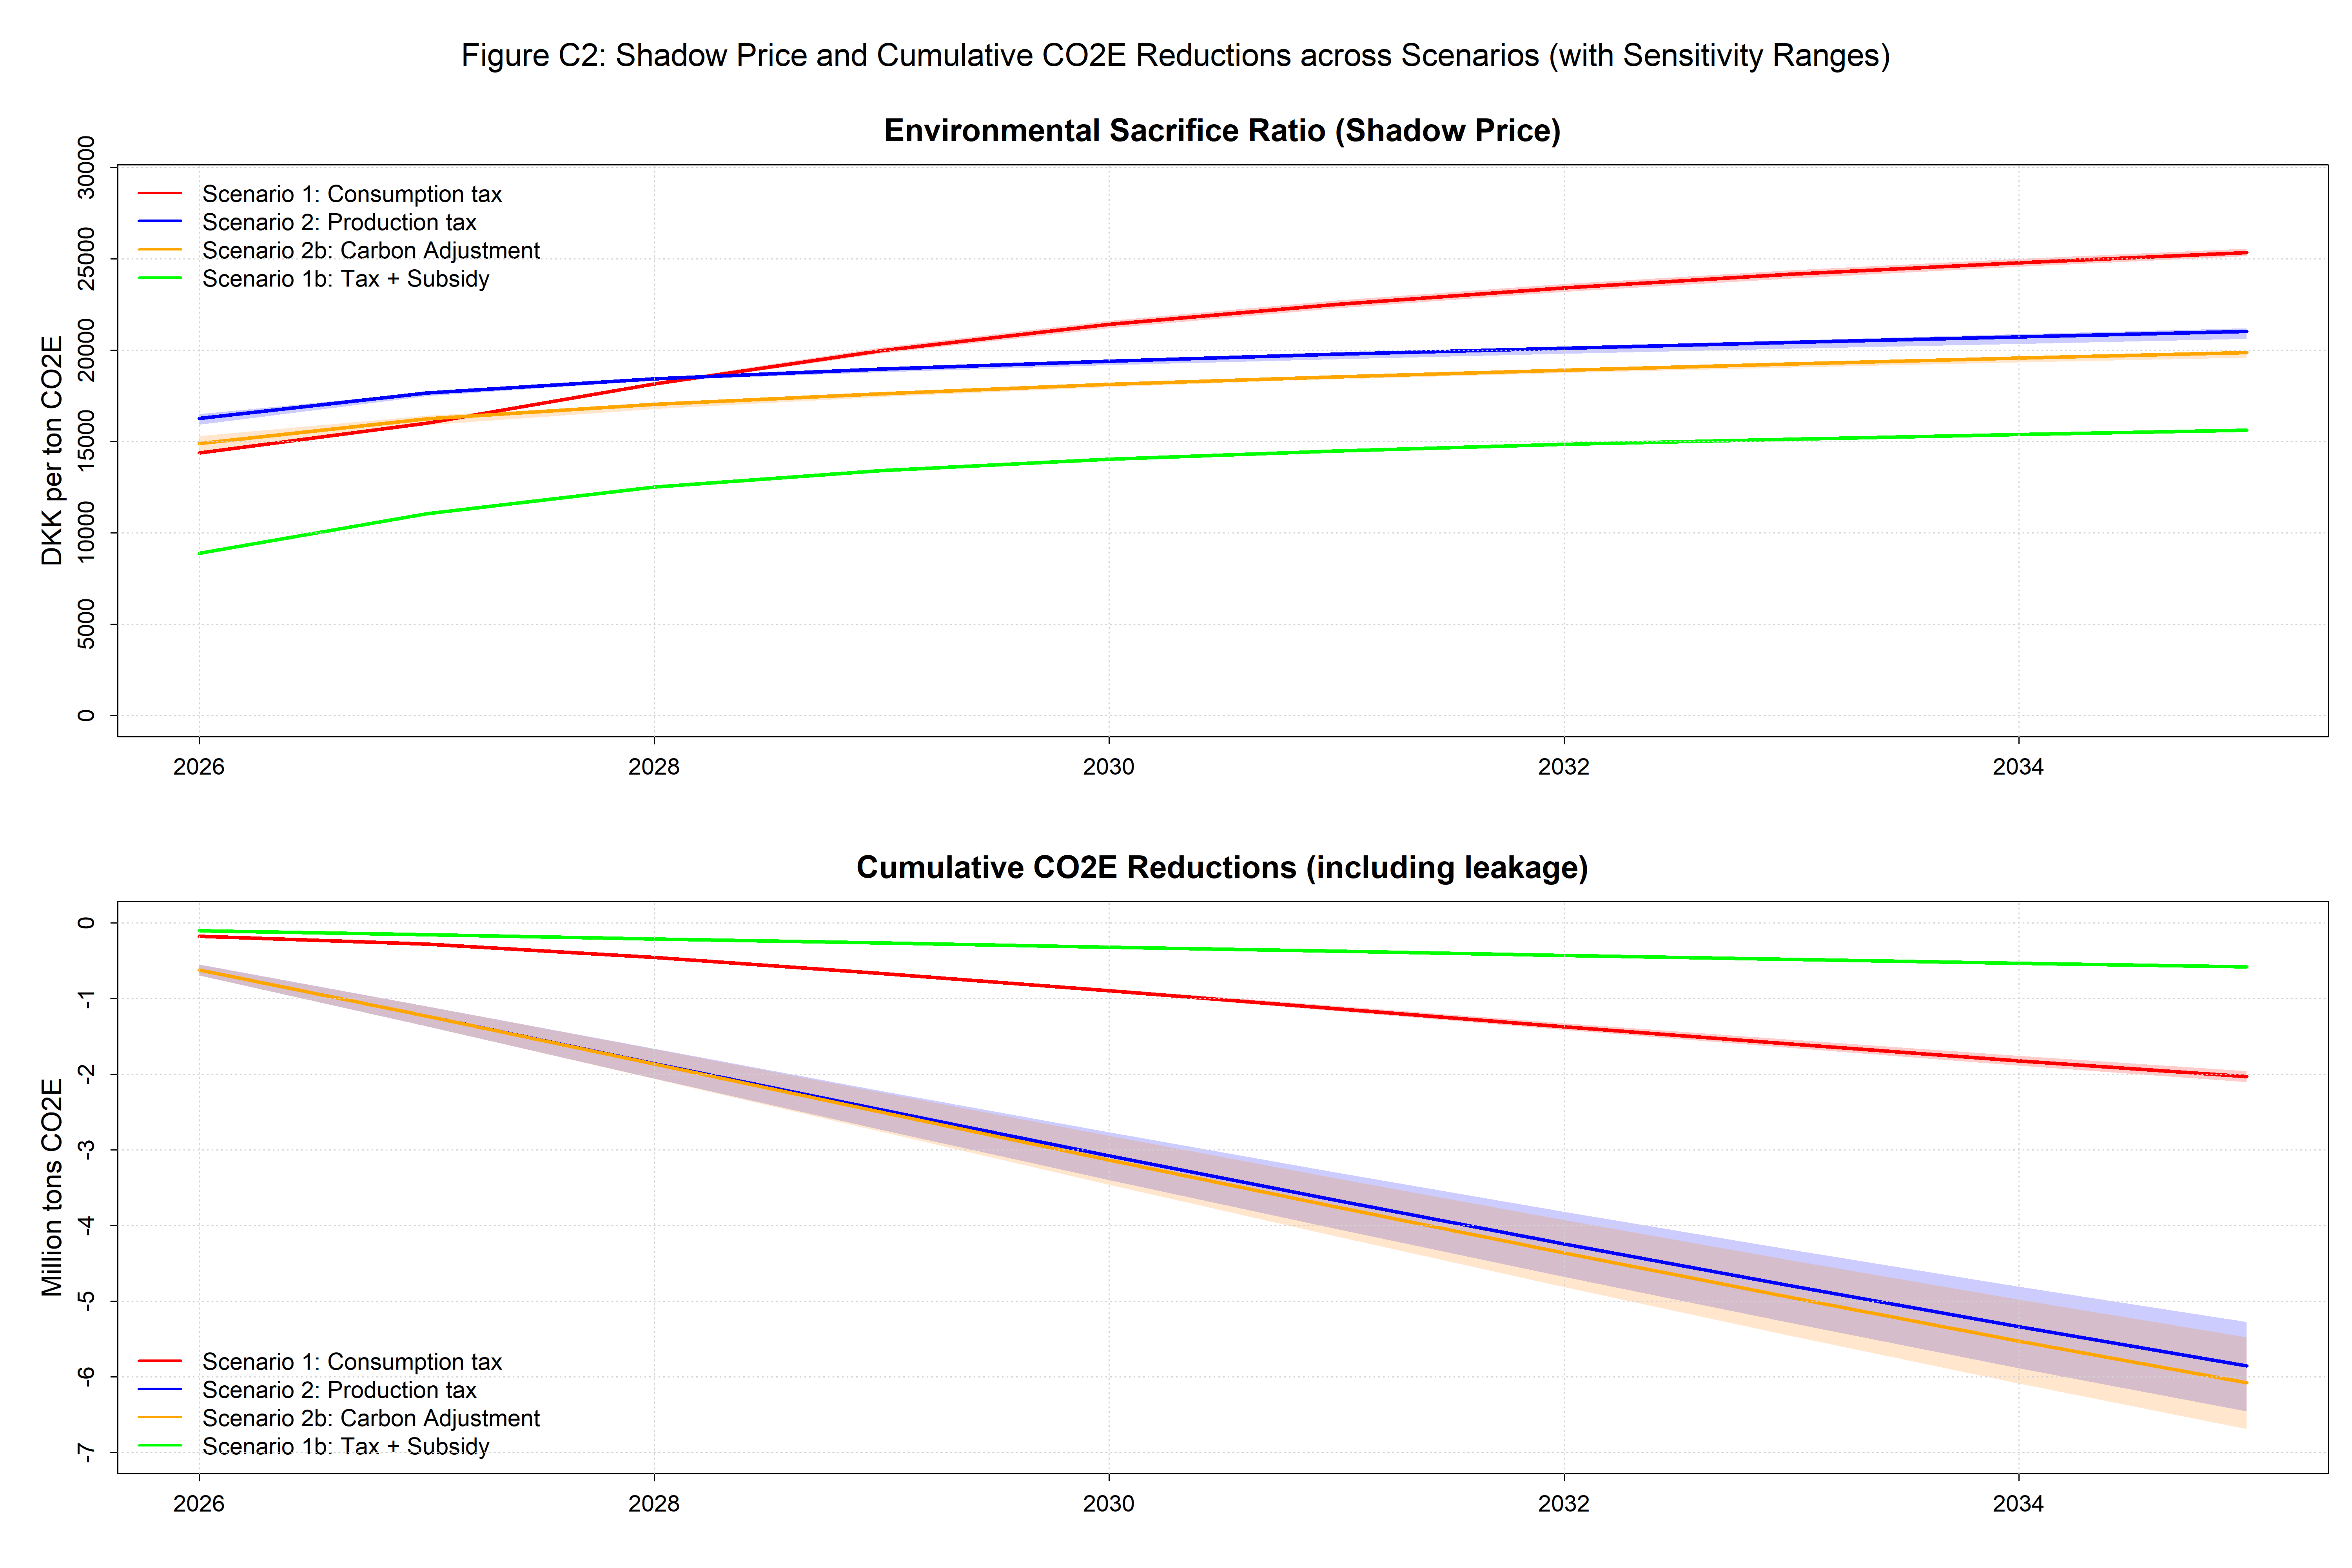 Figure C2: Shadow Price and Cumulative CO2E Reductions across Scenarios (with Sensitivity Ranges)
Environmental Sacrifice Ratio (Shadow Price)
DKK per ton CO2E
30000
25000
20000
15000
10000
5000
0
Scenario 1: Consumption tax
Scenario 2: Production tax
Scenario 2b: Carbon Adjustment
Scenario 1b: Tax + Subsidy
2026
2028
2030
2032
2034
Cumulative CO2E Reductions (including leakage)
Million tons CO2E
0
-1
-2
-3
-4
-5
-6
-7
Scenario 1: Consumption tax
Scenario 2: Production tax
Scenario 2b: Carbon Adjustment
Scenario 1b: Tax + Subsidy
2026
2028
2030
2032
2034